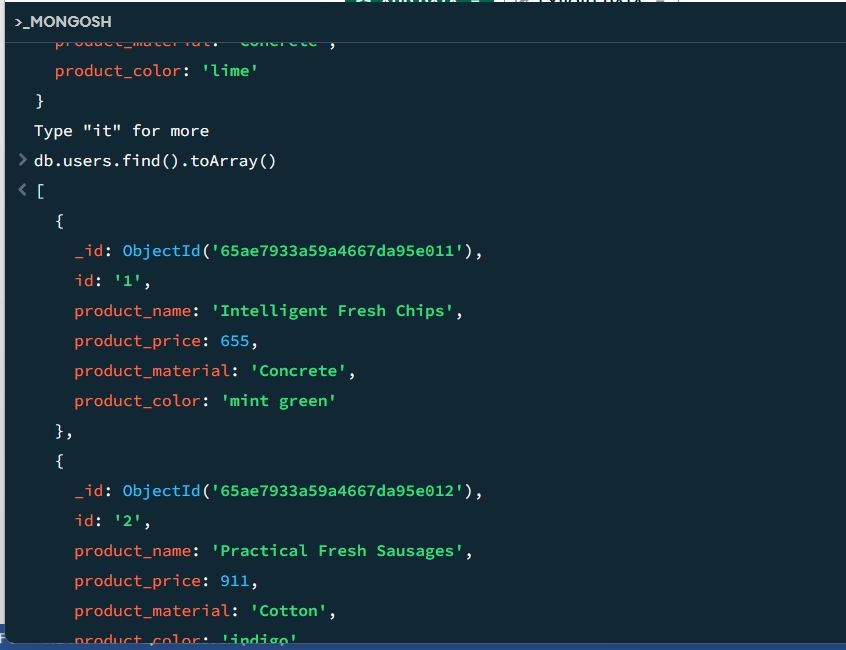 >_MONGOSH
product_material: 'Concrete',
product_color: 'lime'
}
Type "it" for more
> db.users.find().toArray()
< [
{
_id: ObjectId('65ae7933a59a4667da95e011'),
id: '1',
product_name: 'Intelligent Fresh Chips',
product_price: 655,
product_material: 'Concrete',
product_color: 'mint green'
},
{
_id: ObjectId('65ae7933a59a4667da95e012'),
id: '2',
product_name: 'Practical Fresh Sausages',
product_price: 911,
product_material: 'Cotton',
product_color: 'indigo'